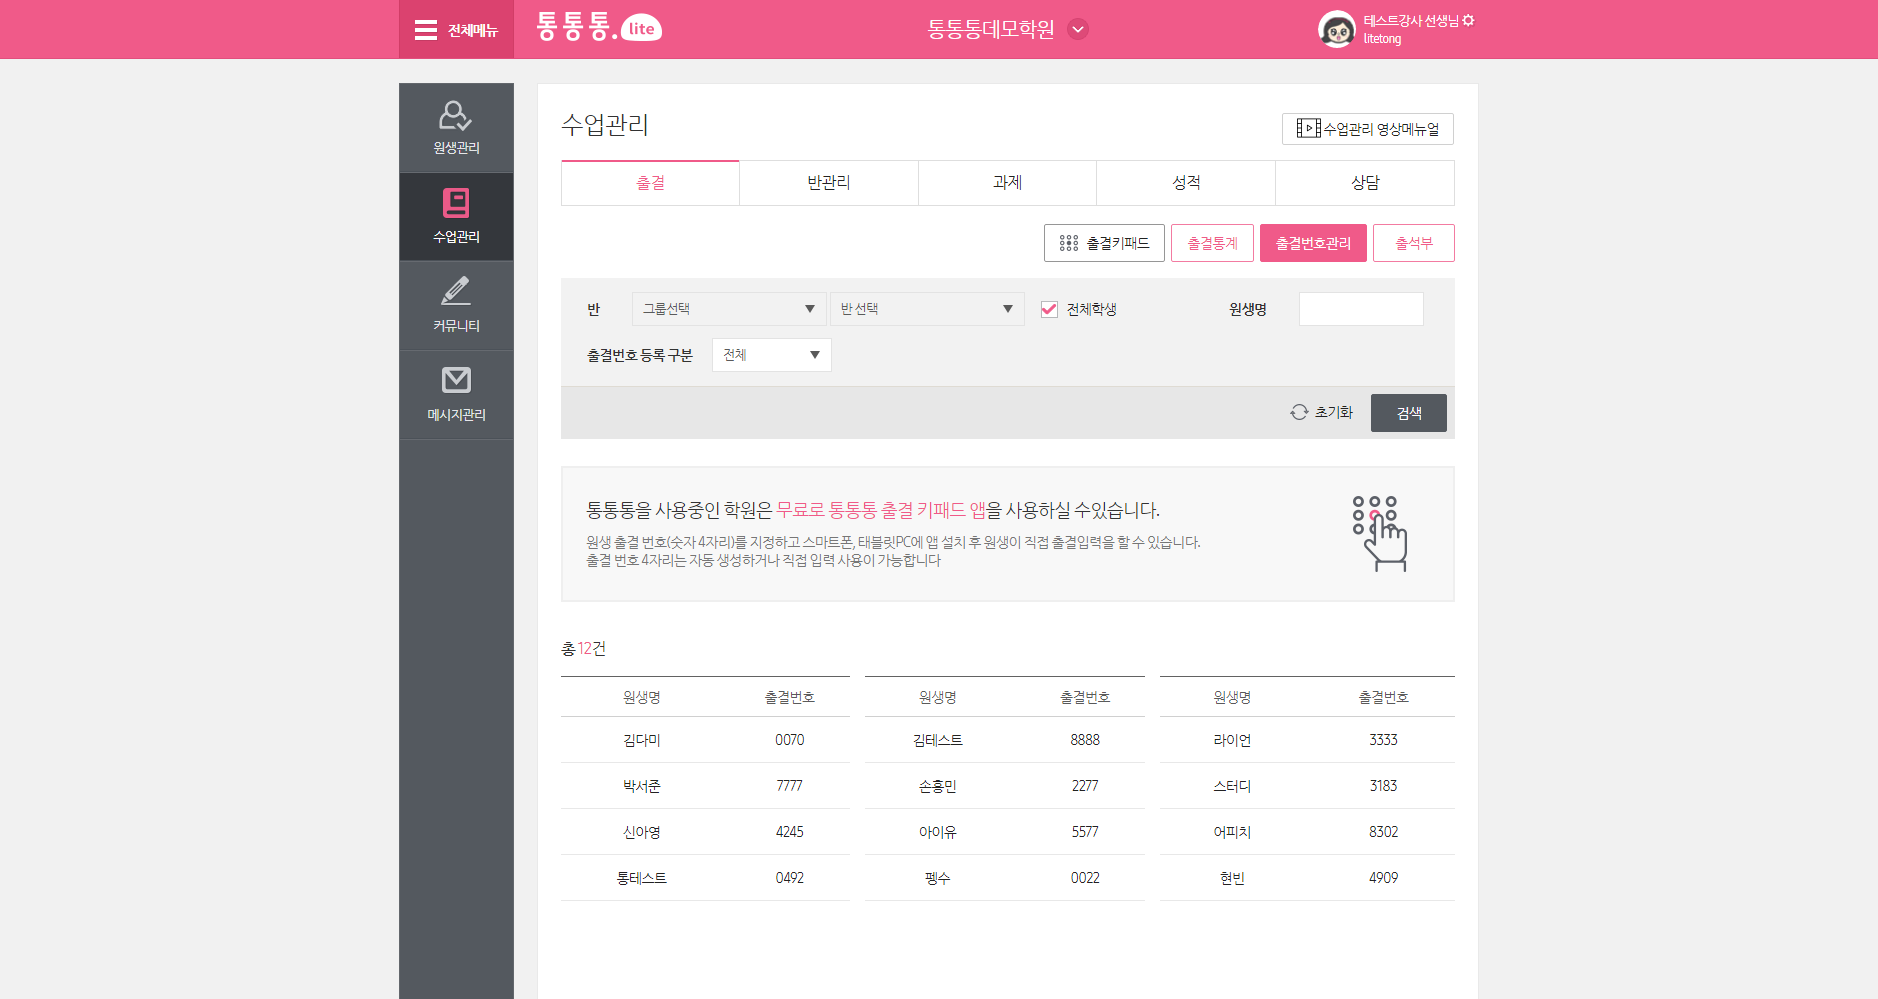 전체메뉴
통통통.lite
통통통데모학원
테스트강사 선생님
litetong
원생관리
수업관리
커뮤니티
메시지관리
수업관리
수업관리 영상메뉴얼
출결 반관리 과제 성적 상담
출결키패드 출결통계 출결번호관리 출석부
반 그룹선택 반 선택 전체학생 원생명
출결번호 등록 구분 전체
초기화 검색
통통통을 사용중인 학원은 무료로 통통통 출결 키패드 앱을 사용하실 수있습니다.
원생 출결 번호(숫자 4자리)를 지정하고 스마트폰, 태블릿PC에 앱 설치 후 원생이 직접 출결입력을 할 수 있습니다.
출결 번호 4자리는 자동 생성하거나 직접 입력 사용이 가능합니다
총 12건
원생명 출결번호 원생명 출결번호 원생명 출결번호
김다미 0070 김테스트 8888 라이언 3333
박서준 7777 손흥민 2277 스터디 3183
신아영 4245 아이유 5577 어피치 8302
통테스트 0492 펭수 0022 현빈 4909